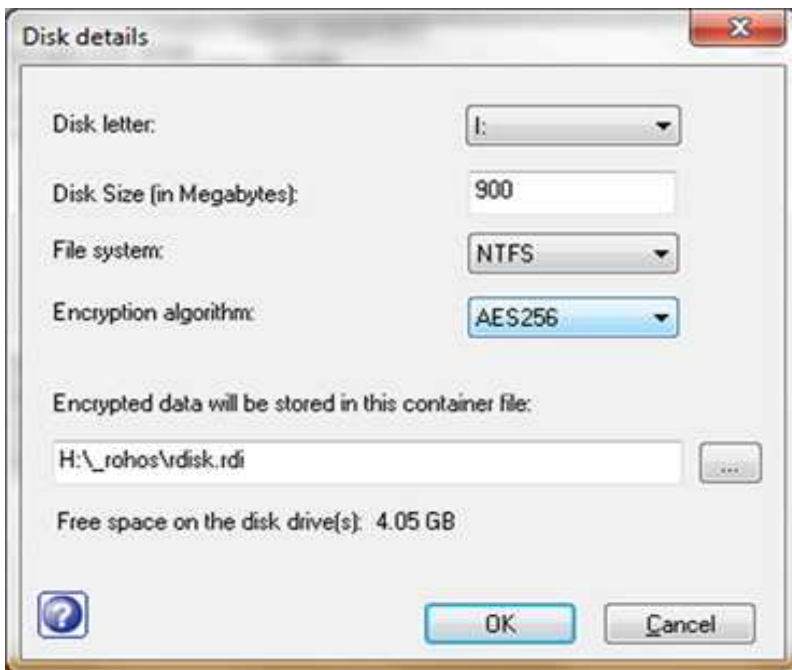 Disk details
Disk letter: I:
Disk Size (in Megabytes): 900
File system: NTFS
Encryption algorithm: AES256
Encrypted data will be stored in this container file:
H:\_rohos\rdisk.rdi ...
Free space on the disk drive(s): 4.05 GB
? OK Cancel